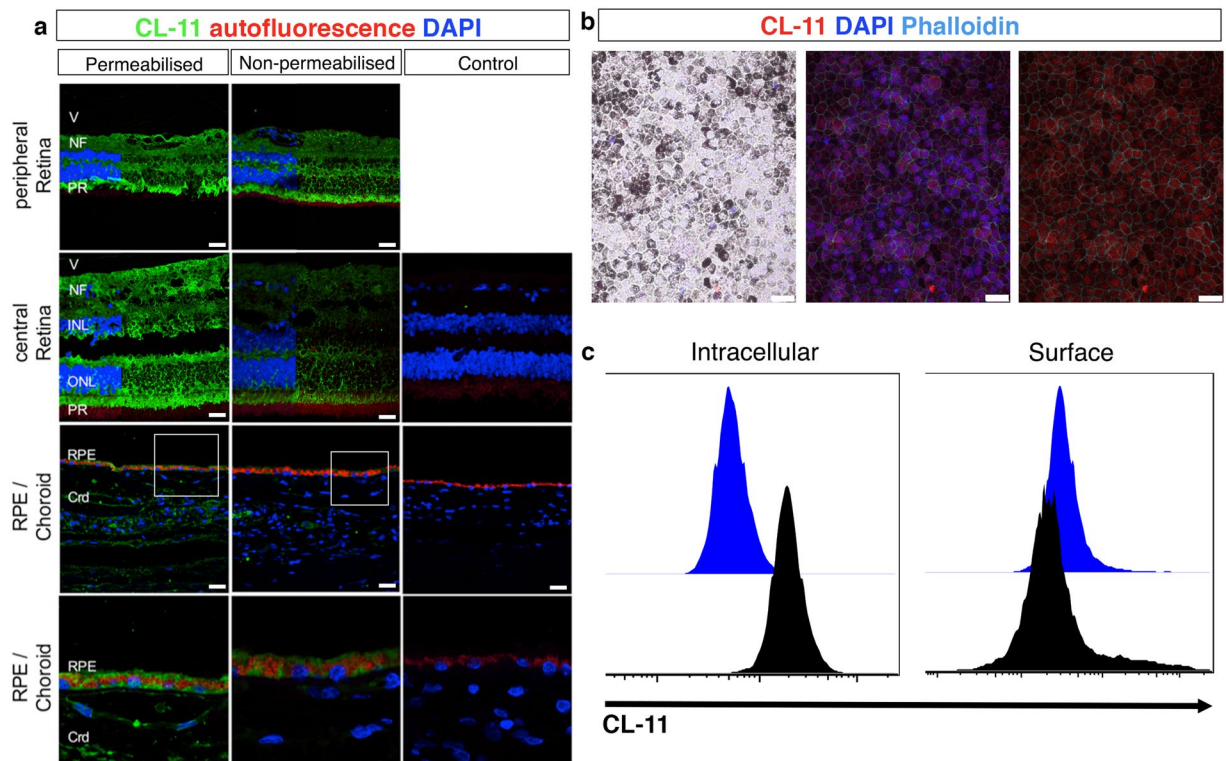 a
CL-11 autofluorescence DAPI
Permeabilised
Non-permeabilised
Control
peripheral
Retina
V
NF
PR
central
Retina
V
NF
INL
ONL
PR
RPE /
Choroid
RPE
Crd
RPE /
Choroid
RPE
Crd
b
CL-11 DAPI Phalloidin
c
Intracellular
Surface
CL-11